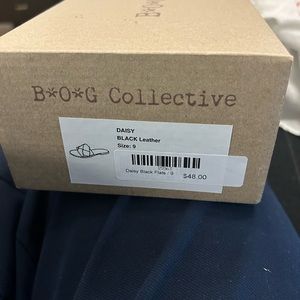 B*O*G Collective
DAISY
BLACK Leather
Size: 9
Daisy Black Flats : 9
$48.00